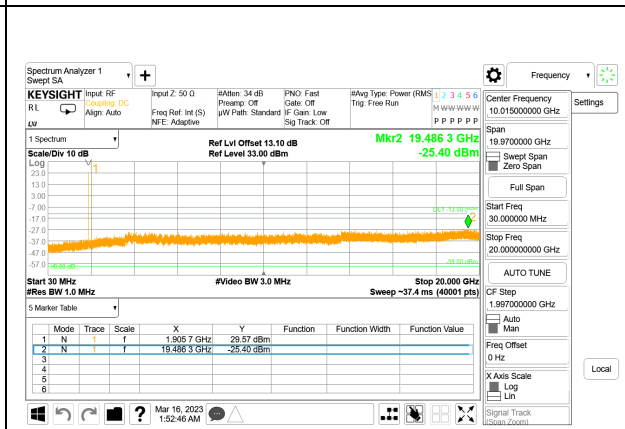 Spectrum Analyzer 1
Swept SA
Frequency
KEYSIGHT
RL
Input: RF
Coupling: DC
Align: Auto
Input Z: 50 Ω
Freq Ref: Int (S)
NFE: Adaptive
#Atten: 34 dB
Preamp: Off
µW Path: Standard
PNO: Fast
Gate: Off
IF Gain: Low
Sig Track: Off
#Avg Type: Power (RMS
Trig: Free Run
1 2 3 4 5 6
M W W W W W
P P P P P P
Center Frequency
10.015000000 GHz
Settings
Span
19.9700000 GHz
Swept Span
Zero Span
Full Span
Start Freq
30.000000 MHz
Stop Freq
20.000000000 GHz
AUTO TUNE
CF Step
1.997000000 GHz
Auto
Man
Freq Offset
0 Hz
X Axis Scale
Log
Lin
Local
Signal Track
(Span Zoom)
1 Spectrum
Scale/Div 10 dB
Log
Ref Lvl Offset 13.10 dB
Ref Level 33.00 dBm
Mkr2 19.486 3 GHz
-25.40 dBm
23.0
13.0
3.00
-7.00
-17.0
-27.0
-37.0
-47.0
-57.0
1
2
Start 30 MHz
#Res BW 1.0 MHz
#Video BW 3.0 MHz
Stop 20.000 GHz
Sweep ~37.4 ms (40001 pts)
5 Marker Table
Mode Trace Scale X Y Function Function Width Function Value
1 N 1 f 1.905 7 GHz 29.57 dBm
2 N 1 f 19.486 3 GHz -25.40 dBm
3
4
5
6
Mar 16, 2023
1:52:46 AM